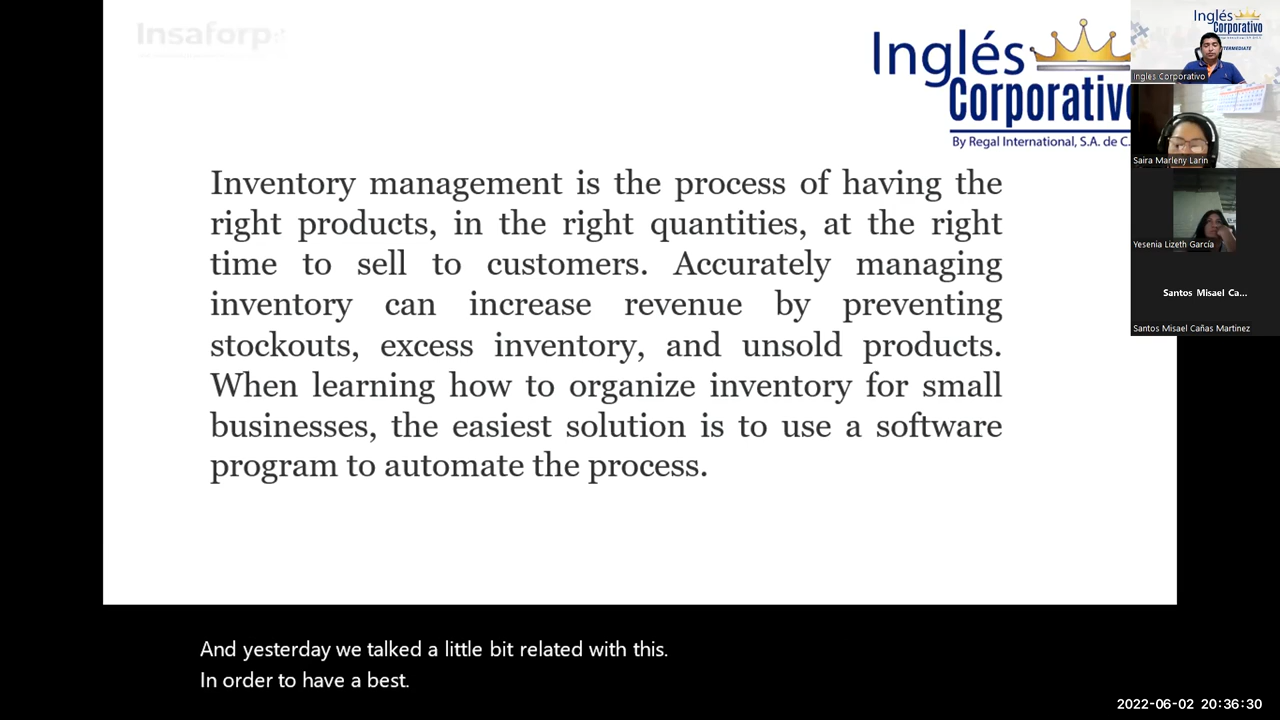 Insaforp
Inglés
Corporativo
By Regal International, S.A. de C.
Inventory management is the process of having the
right products, in the right quantities, at the right
time to sell to customers. Accurately managing
inventory can increase revenue by preventing
stockouts, excess inventory, and unsold products.
When learning how to organize inventory for small
businesses, the easiest solution is to use a software
program to automate the process.
Inglés
Corporativo
INTERMEDIATE
Ingles Corporativo
Saira Marleny Larin
Yesenia Lizeth García
Santos Misael Ca...
Santos Misael Cañas Martinez
And yesterday we talked a little bit related with this.
In order to have a best.
2022-06-02 20:36:30